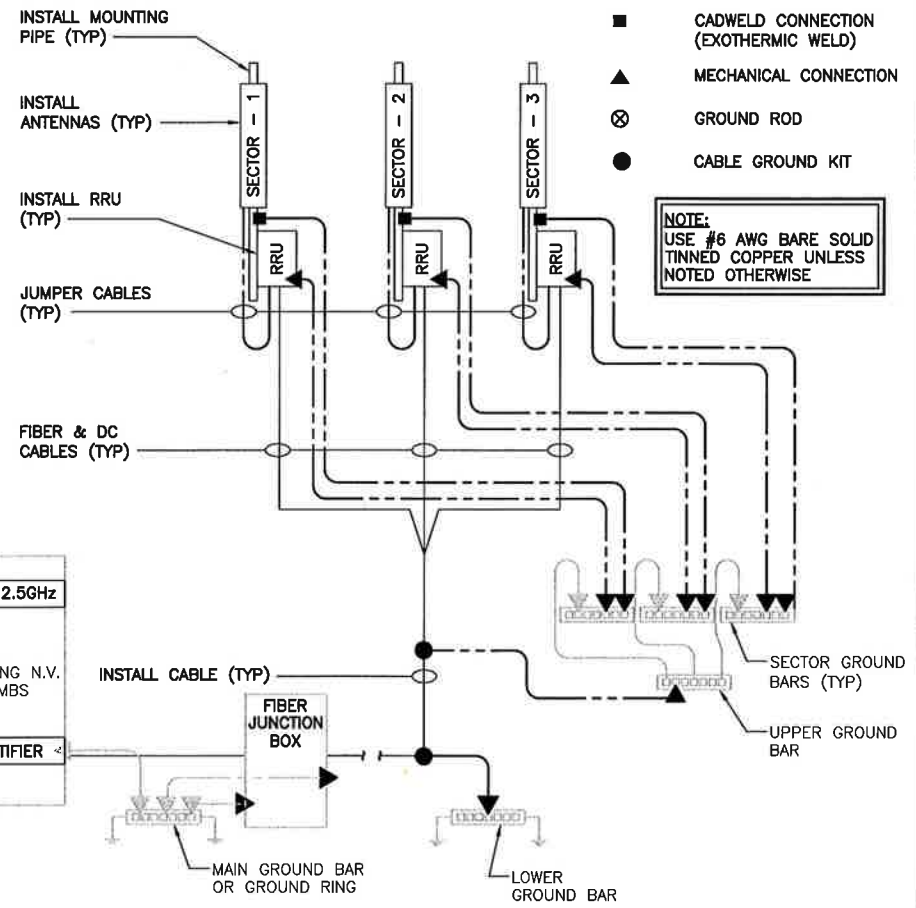 INSTALL MOUNTING
PIPE (TYP)
INSTALL
ANTENNAS (TYP)
INSTALL RRU
(TYP)
JUMPER CABLES
(TYP)
FIBER & DC
CABLES (TYP)
SECTOR - 1
SECTOR - 2
SECTOR - 3
RRU
RRU
RRU
CADWELD CONNECTION
(EXOTHERMIC WELD)
MECHANICAL CONNECTION
GROUND ROD
CABLE GROUND KIT
NOTE:
USE #6 AWG BARE SOLID
TINNED COPPER UNLESS
NOTED OTHERWISE
2.5GHz
NG N.V.
MBS
TIFIER
INSTALL CABLE (TYP)
FIBER
JUNCTION
BOX
SECTOR GROUND
BARS (TYP)
UPPER GROUND
BAR
MAIN GROUND BAR
OR GROUND RING
LOWER
GROUND BAR